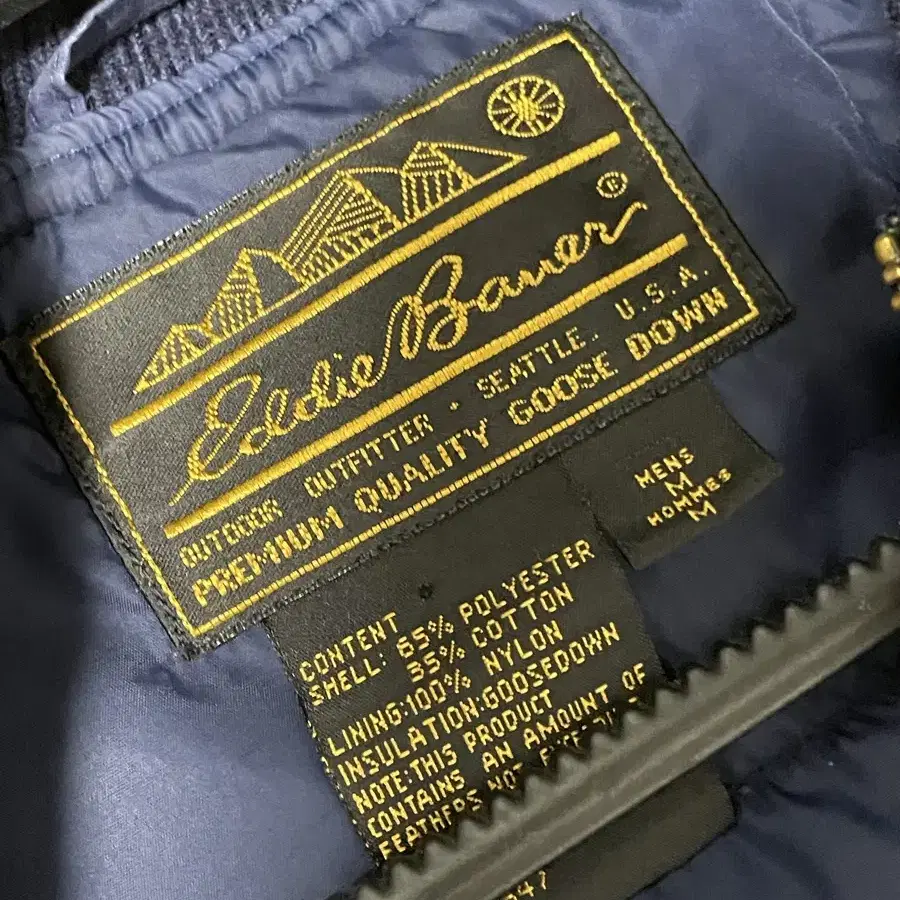 Eddie Bauer ®
OUTDOOR OUTFITTER • SEATTLE, U.S.A.
PREMIUM QUALITY GOOSE DOWN
MENS
M
HOMMES
M
CONTENT
SHELL: 65% POLYESTER
35% COTTON
LINING:100% NYLON
INSULATION:GOOSEDOWN
NOTE:THIS PRODUCT
CONTAINS AN AMOUNT OF
FEATHERS NOT